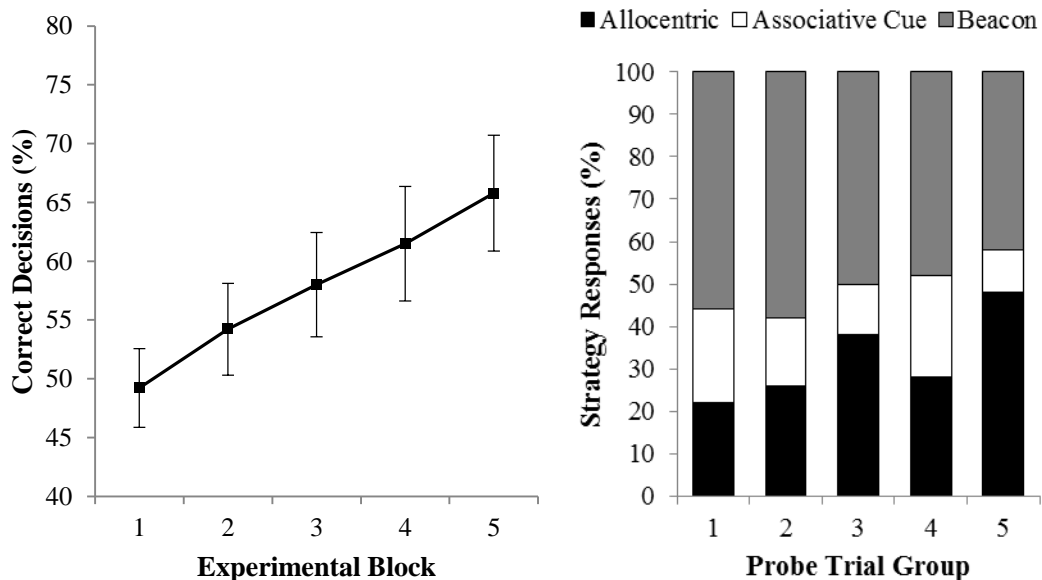 80
75
70
65
60
55
50
45
40
Correct Decisions (%)
1 2 3 4 5
Experimental Block
Allocentric Associative Cue Beacon
100
90
80
70
60
50
40
30
20
10
0
Strategy Responses (%)
1 2 3 4 5
Probe Trial Group